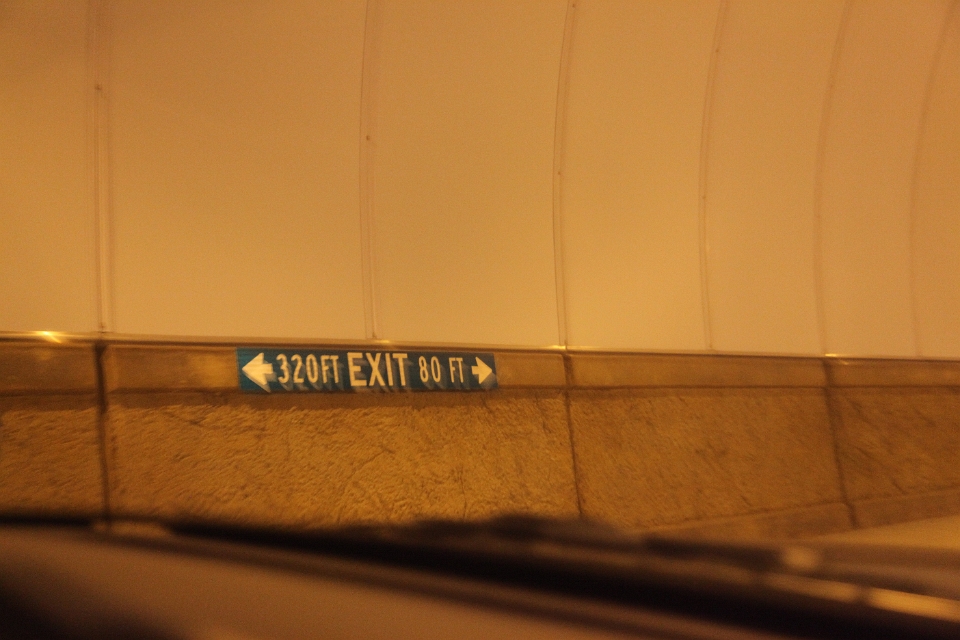 ← 320FT EXIT 80 FT →